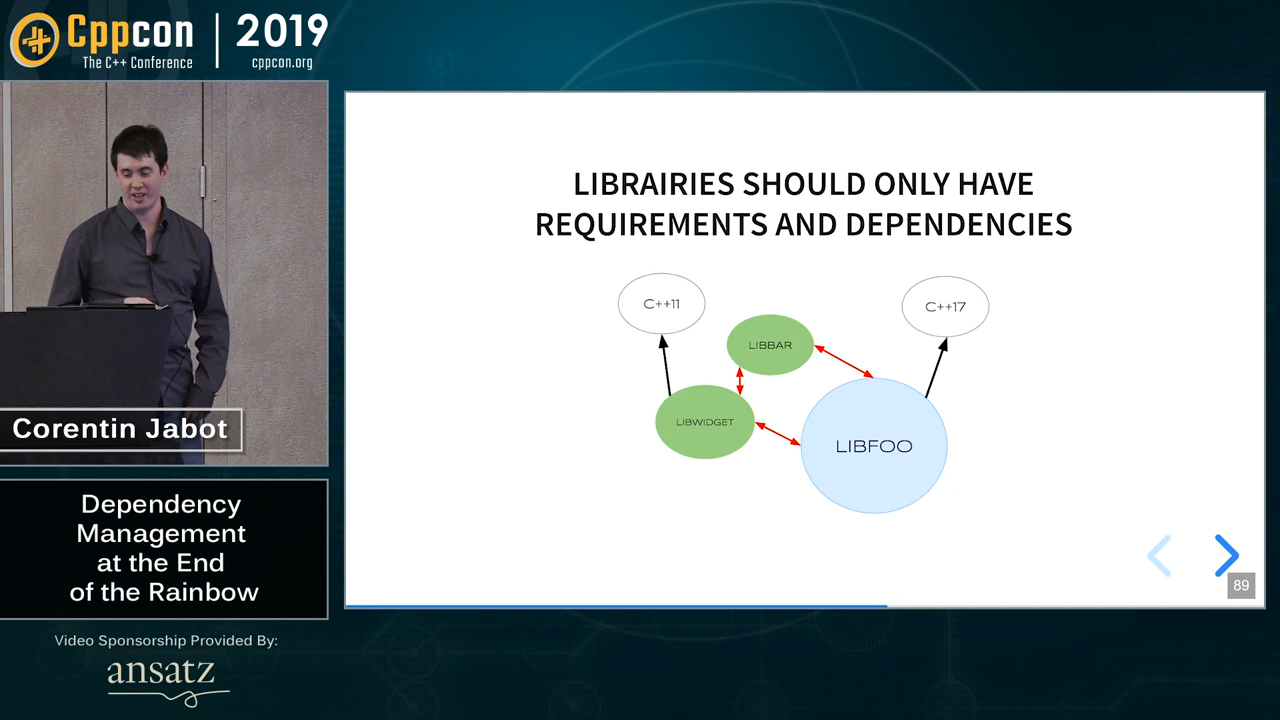 Cppcon
The C++ Conference
2019
cppcon.org
LIBRAIRIES SHOULD ONLY HAVE
REQUIREMENTS AND DEPENDENCIES
C++11
C++17
LIBBAR
LIBWIDGET
LIBFOO
89
Corentin Jabot
Dependency
Management
at the End
of the Rainbow
Video Sponsorship Provided By:
ansatz